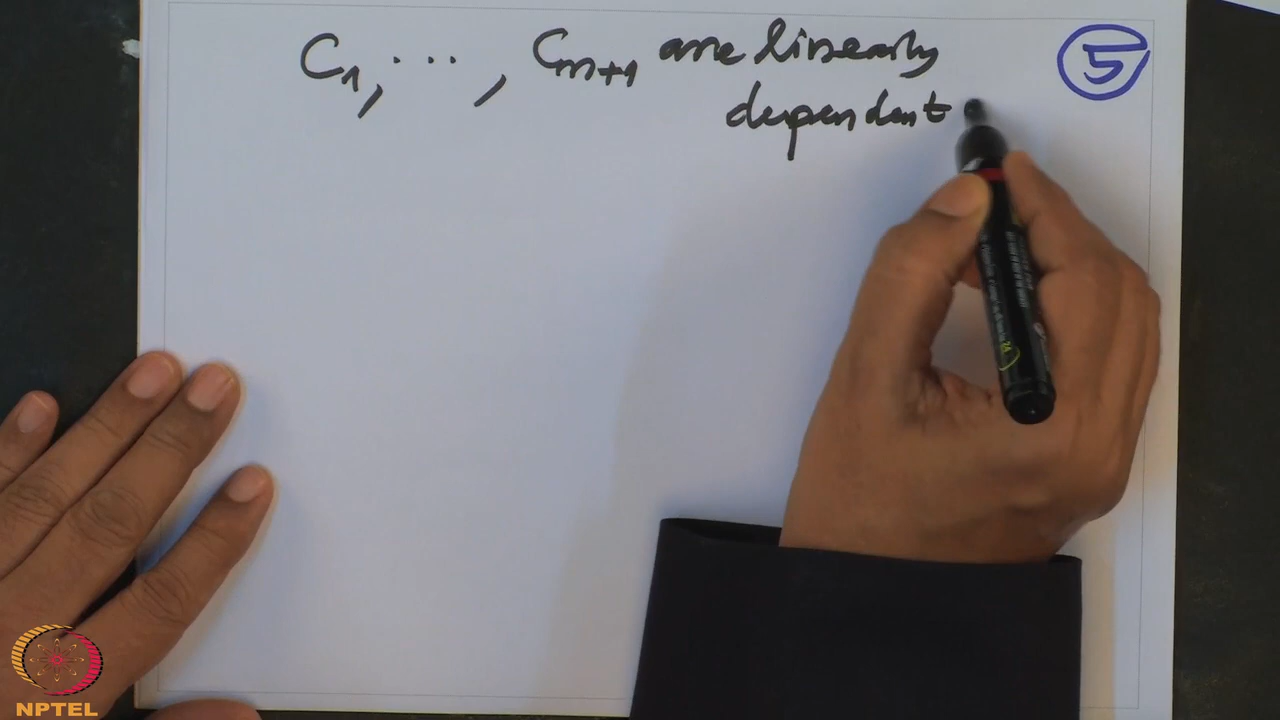 C₁, ..., Cₘ₊₁ are linearly
dependent
5
NPTEL